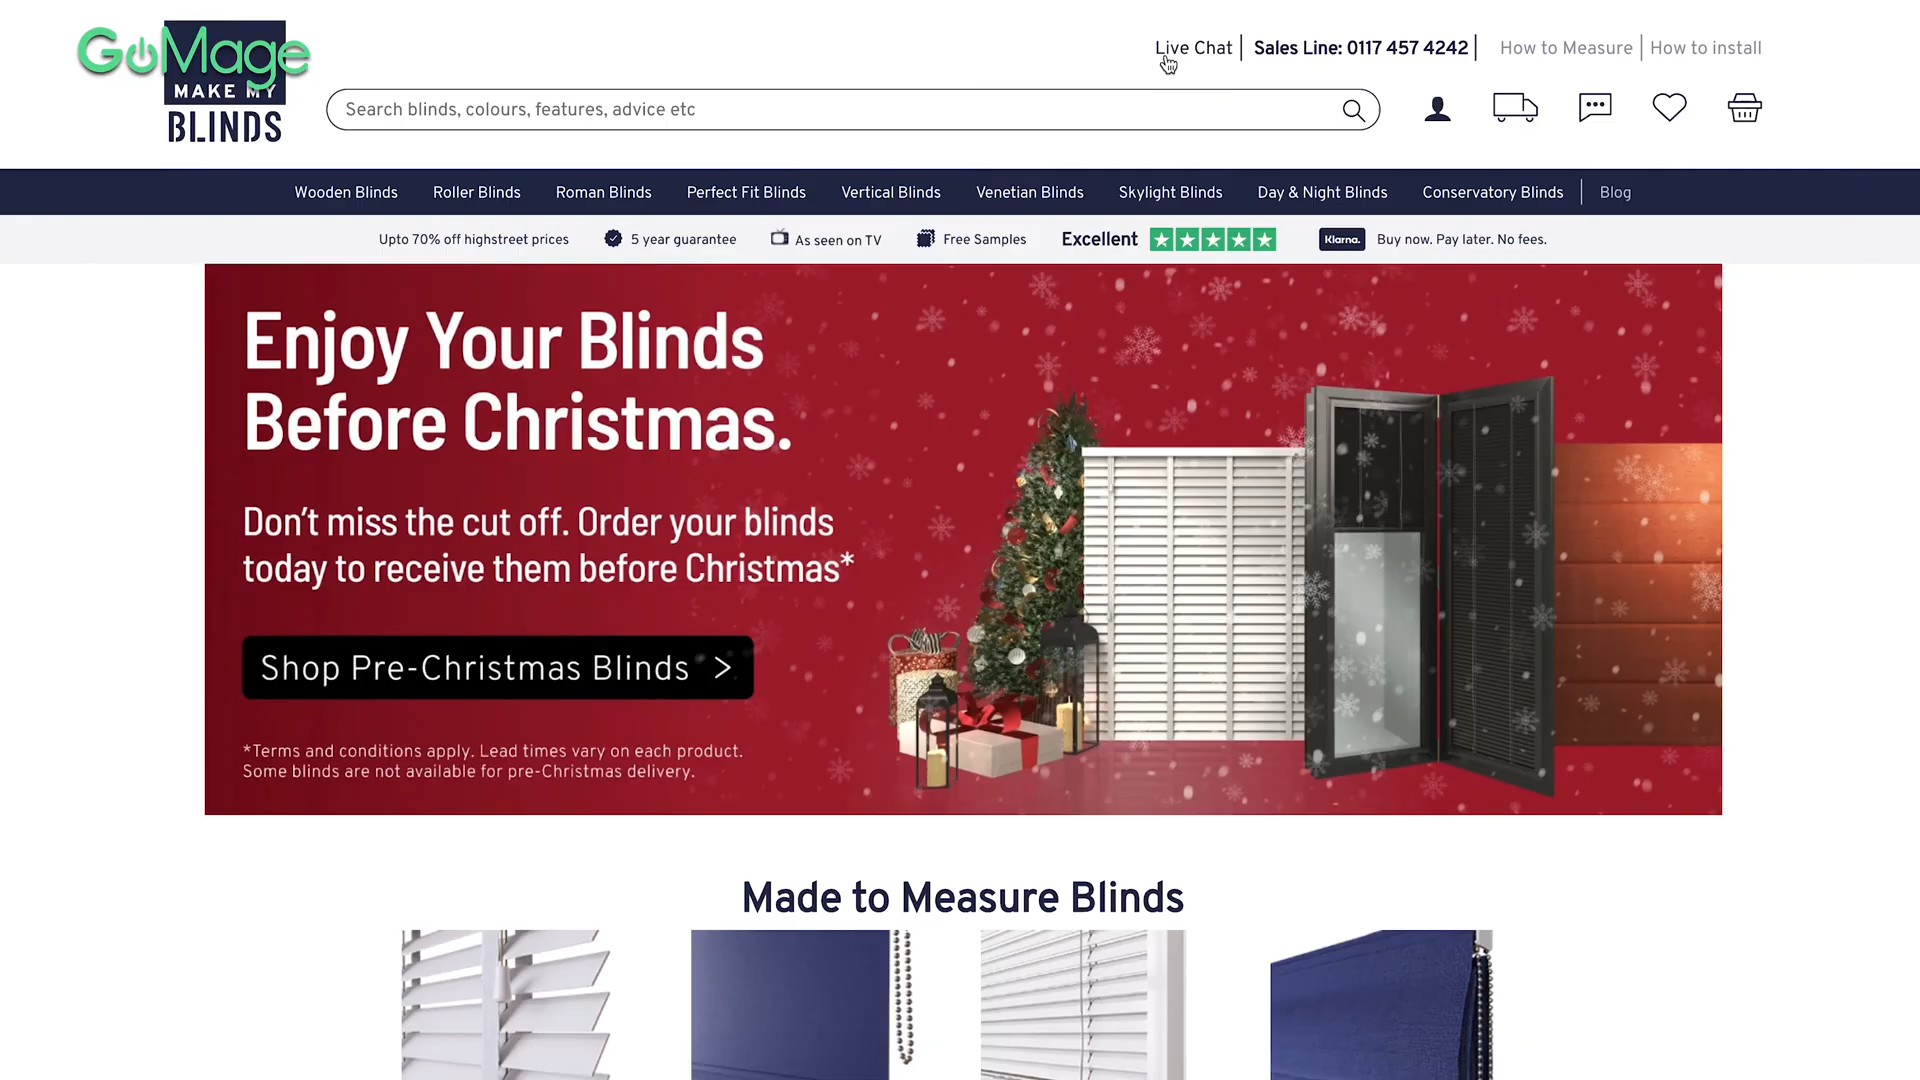 GoMage
MAKE MY
BLINDS
Live Chat
Sales Line: 0117 457 4242
How to Measure
How to install
Search blinds, colours, features, advice etc
Wooden Blinds
Roller Blinds
Roman Blinds
Perfect Fit Blinds
Vertical Blinds
Venetian Blinds
Skylight Blinds
Day & Night Blinds
Conservatory Blinds
Blog
Upto 70% off highstreet prices
5 year guarantee
As seen on TV
Free Samples
Excellent
Klarna.
Buy now. Pay later. No fees.
Enjoy Your Blinds
Before Christmas.
Don't miss the cut off. Order your blinds
today to receive them before Christmas*
Shop Pre-Christmas Blinds >
*Terms and conditions apply. Lead times vary on each product.
Some blinds are not available for pre-Christmas delivery.
Made to Measure Blinds